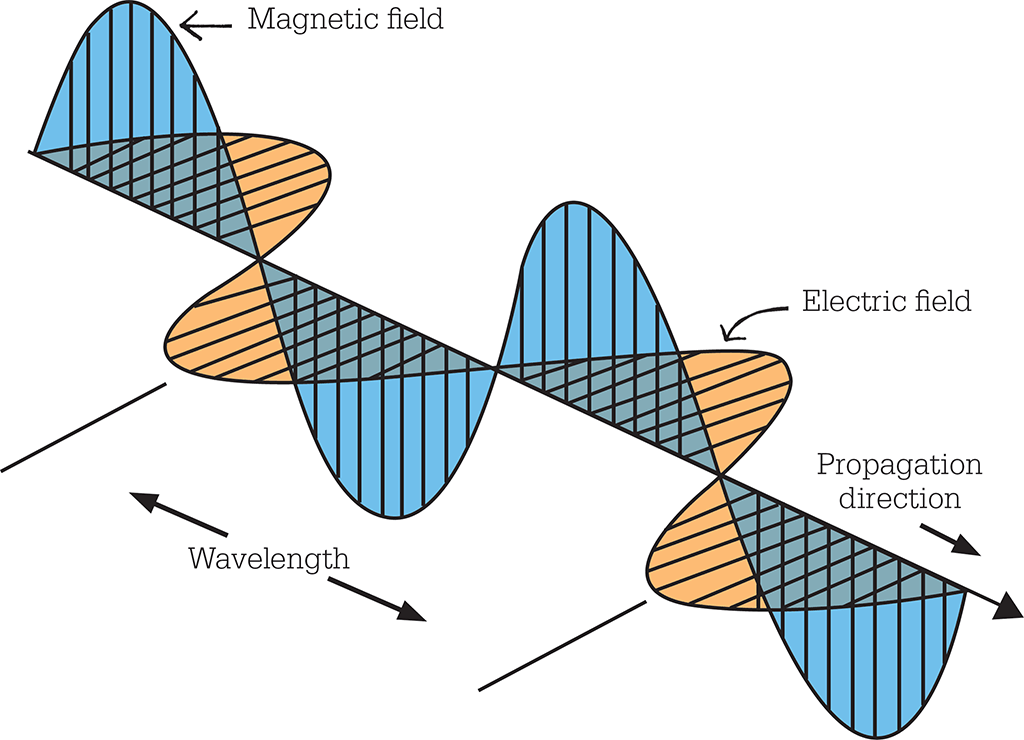 Magnetic field
Electric field
Propagation
direction
Wavelength